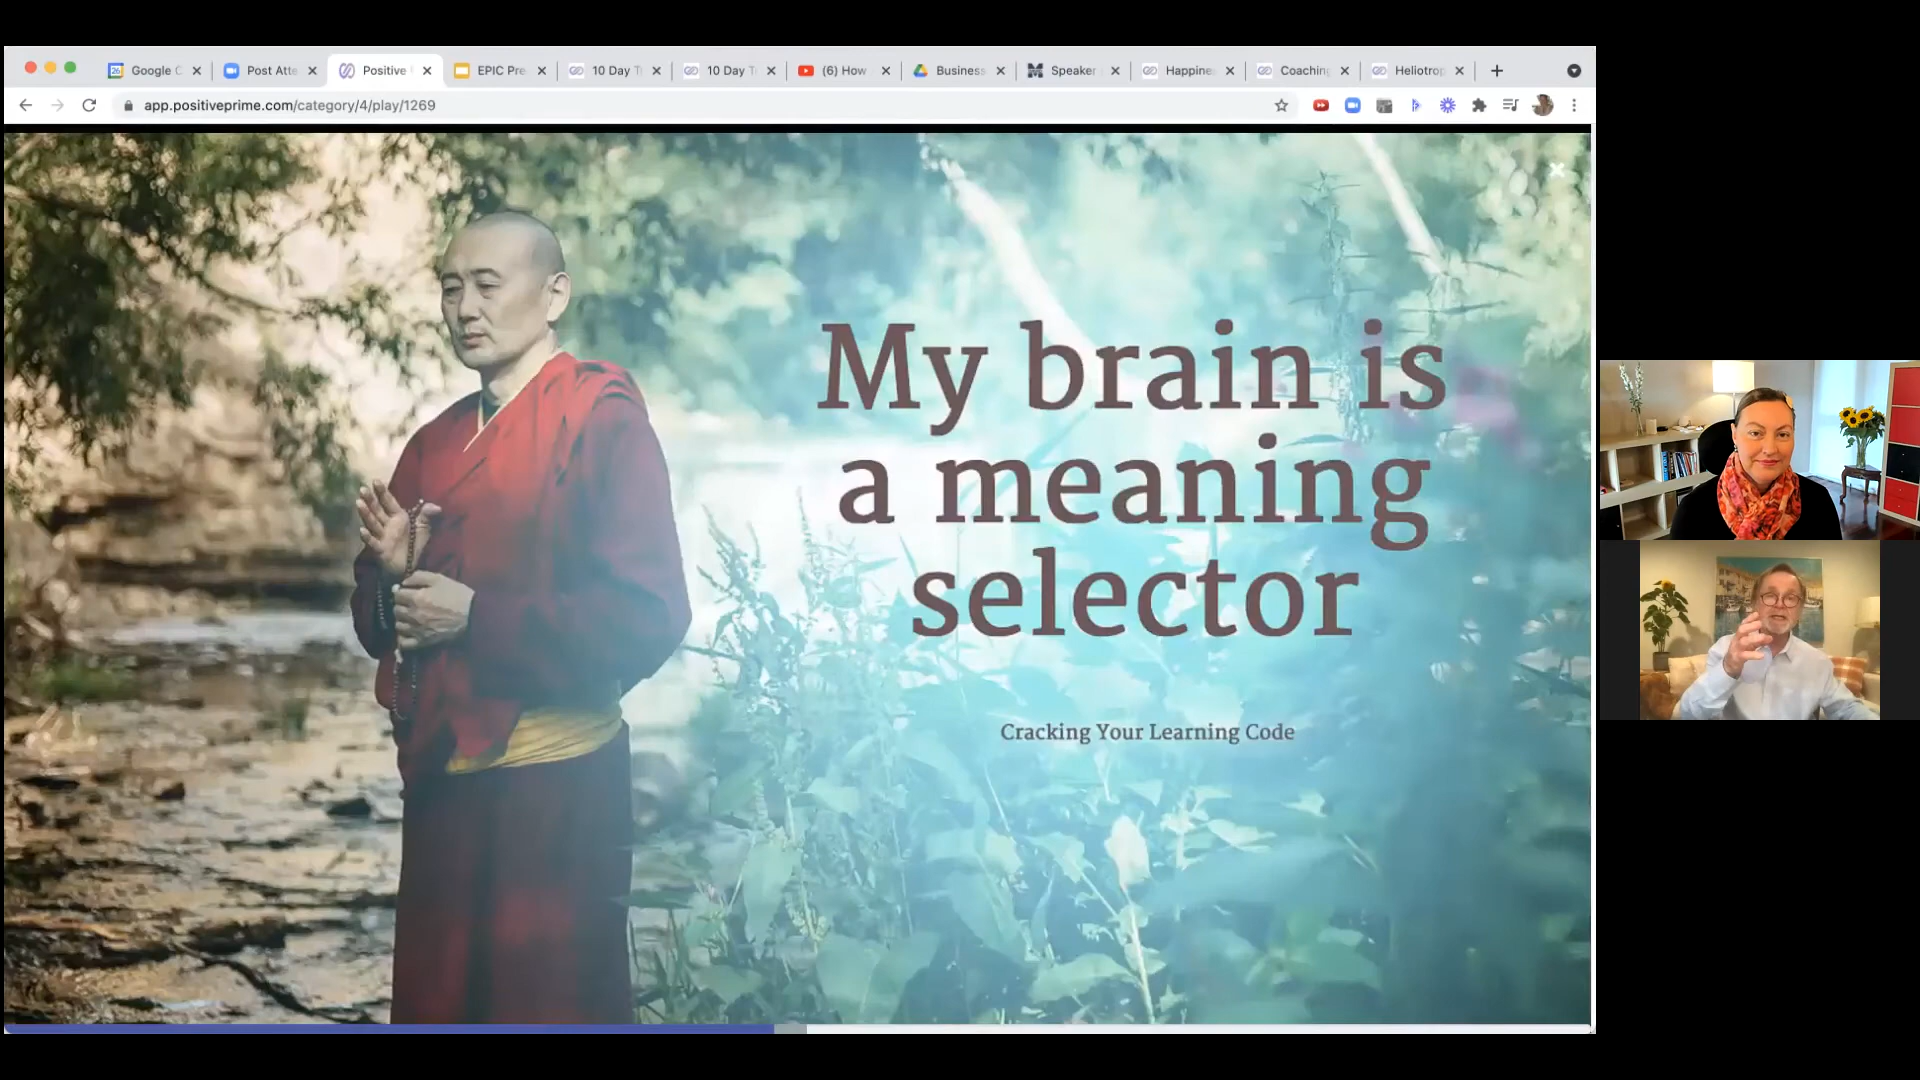 Google C
Post Atte
Positive
EPIC Pre
10 Day T
10 Day T
(6) How
Business
Speaker
Happines
Coaching
Heliotrop
app.positiveprime.com/category/4/play/1269
My brain is
a meaning
selector
Cracking Your Learning Code